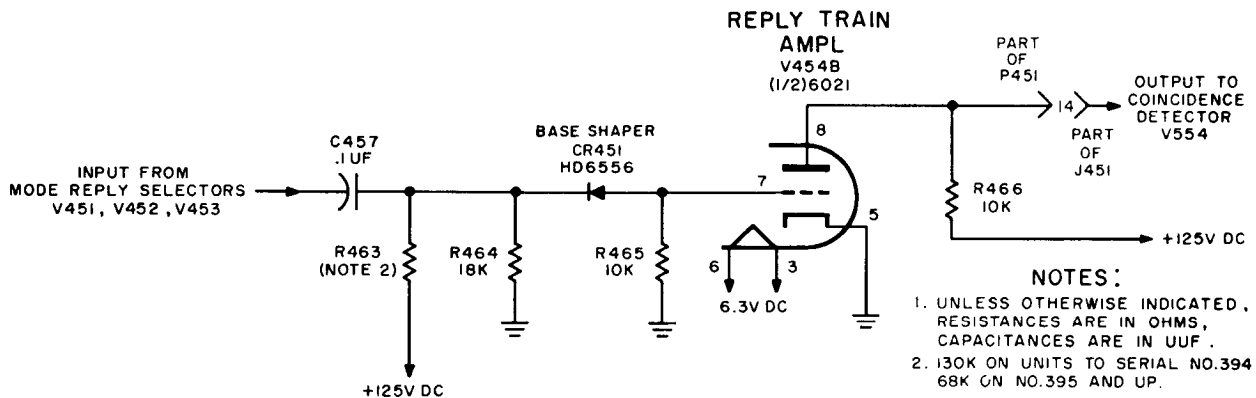 REPLY TRAIN
AMPL
V454B
(1/2)6021
PART
OF
P451
14
PART
OF
J451
OUTPUT TO
COINCIDENCE
DETECTOR
V554
8
7
5
6
3
6.3V DC
BASE SHAPER
CR451
HD6556
C457
.1UF
INPUT FROM
MODE REPLY SELECTORS
V451, V452, V453
R463
(NOTE 2)
R464
18K
R465
10K
R466
10K
+125V DC
+125V DC
NOTES:
1. UNLESS OTHERWISE INDICATED,
RESISTANCES ARE IN OHMS,
CAPACITANCES ARE IN UUF.
2. 130K ON UNITS TO SERIAL NO.394
68K ON NO.395 AND UP.